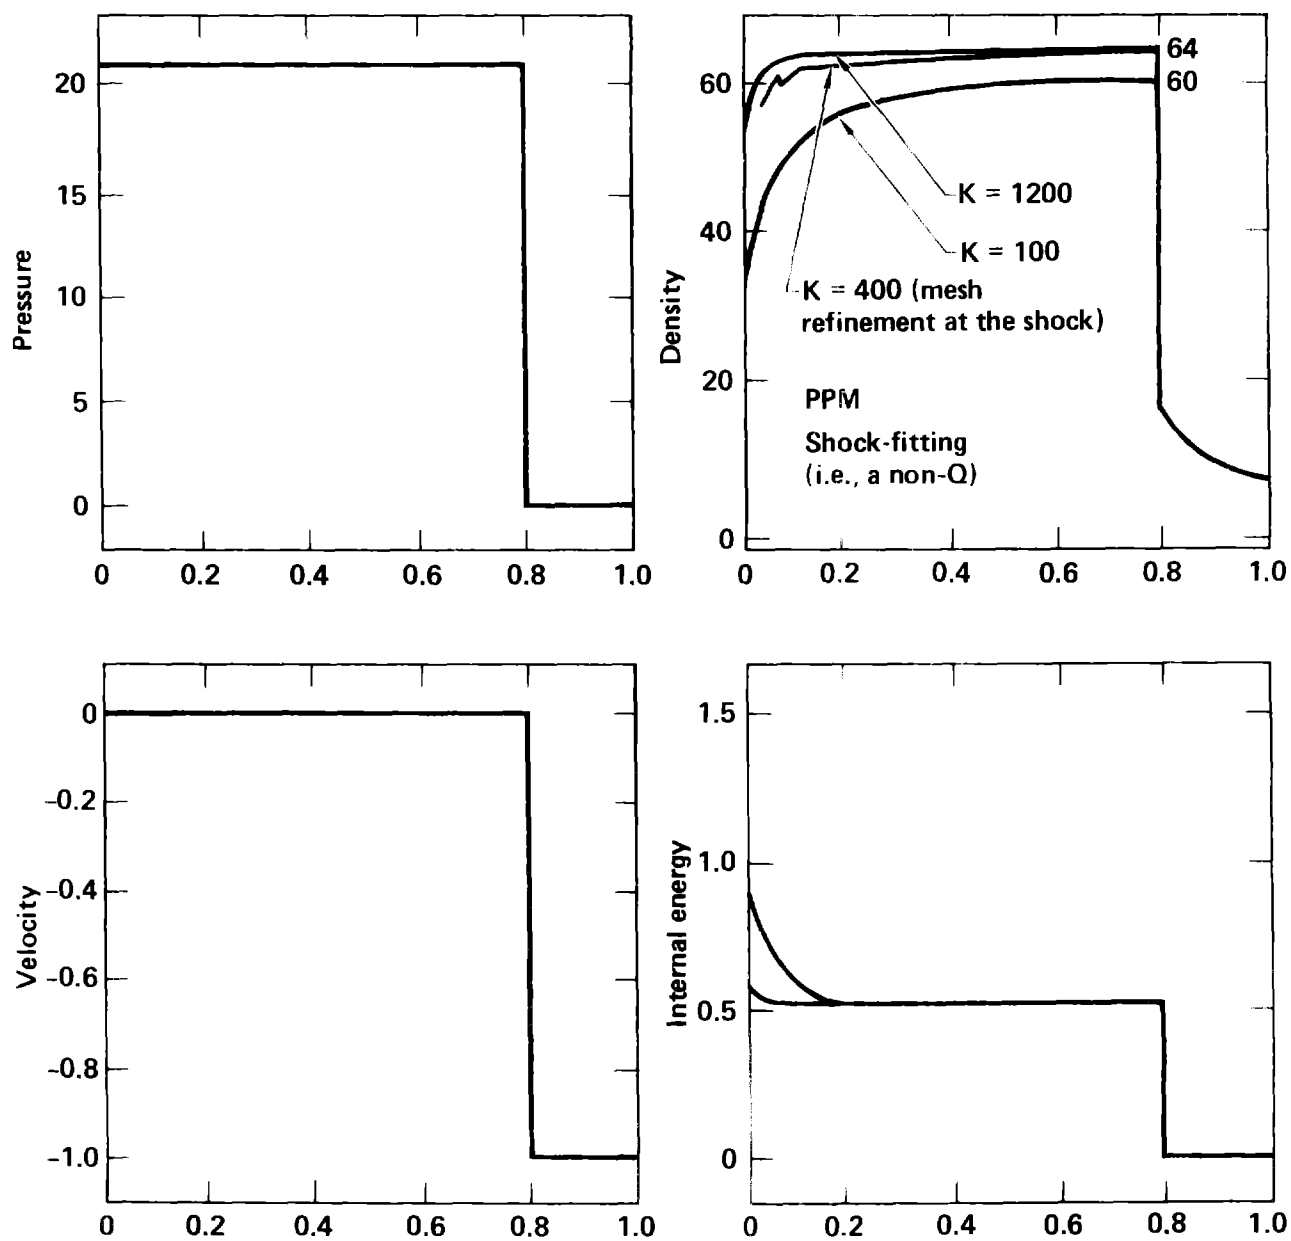 Pressure
20
15
10
5
0
0 0.2 0.4 0.6 0.8 1.0
Density
60
40
20
0
64
60
K = 1200
K = 100
K = 400 (mesh
refinement at the shock)
PPM
Shock-fitting
(i.e., a non-Q)
0 0.2 0.4 0.6 0.8 1.0
Velocity
0
-0.2
-0.4
-0.6
-0.8
-1.0
0 0.2 0.4 0.6 0.8 1.0
Internal energy
1.5
1.0
0.5
0
0 0.2 0.4 0.6 0.8 1.0